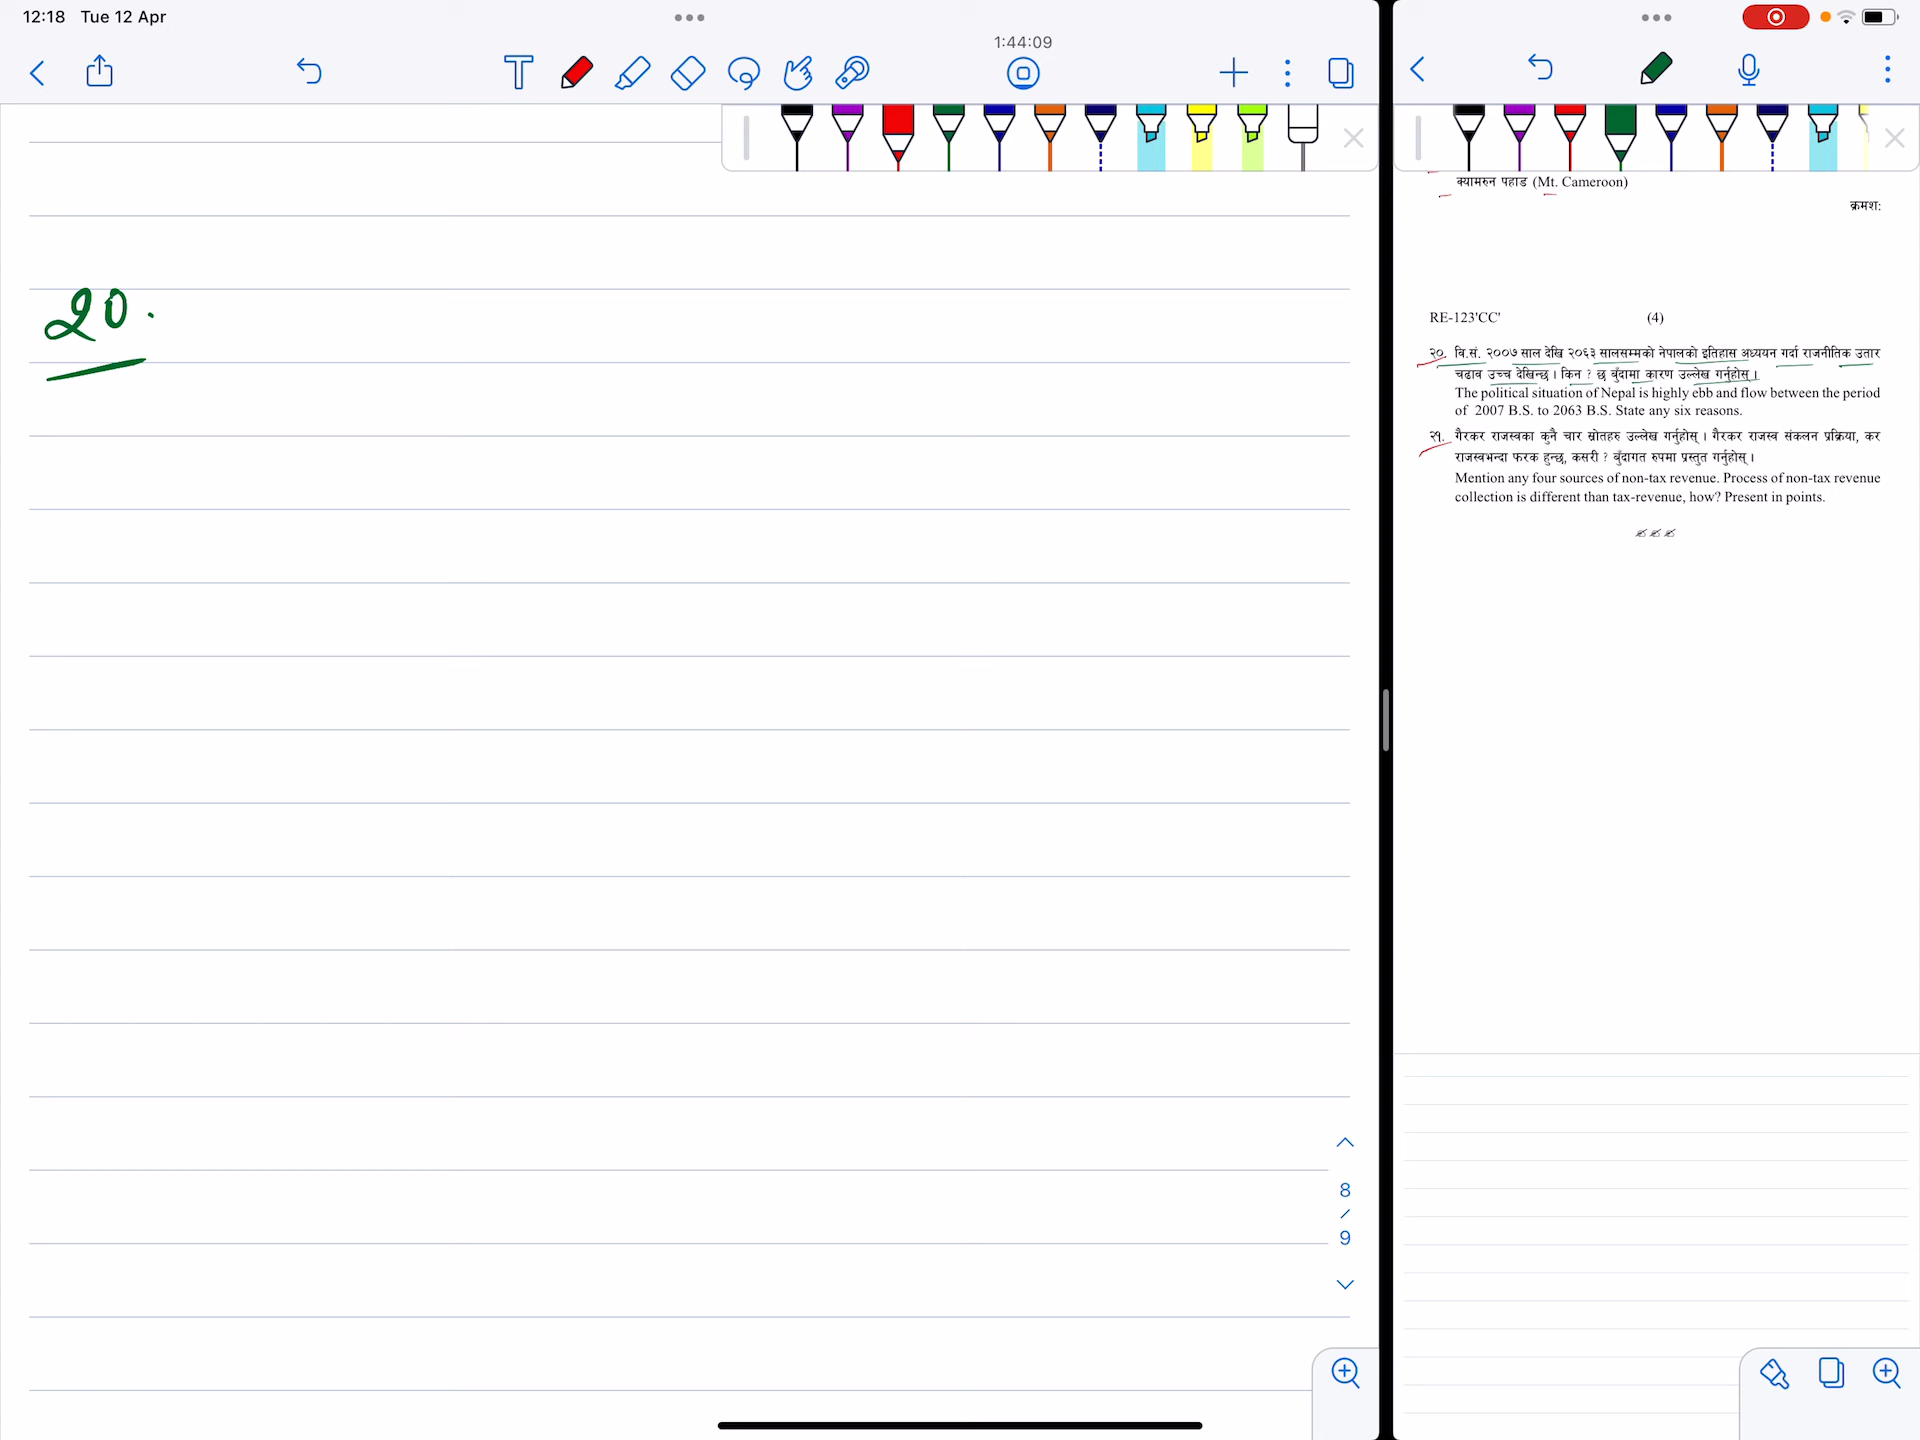 12:18 Tue 12 Apr
1:44:09
20.
8
/
9
क्यामरुन पहाड (Mt. Cameroon)
क्रमश:
RE-123'CC' (4)
२०. वि.सं. २००७ साल देखि २०६३ सालसम्मको नेपालको इतिहास अध्ययन गर्दा राजनीतिक उतार
चढाव उच्च देखिन्छ । किन ? छ बुँदामा कारण उल्लेख गर्नुहोस् ।
The political situation of Nepal is highly ebb and flow between the period
of 2007 B.S. to 2063 B.S. State any six reasons.
२१. गैरकर राजस्वका कुनै चार स्रोतहरु उल्लेख गर्नुहोस् । गैरकर राजस्व संकलन प्रक्रिया, कर
राजस्वभन्दा फरक हुन्छ, कसरी ? बुँदागत रुपमा प्रस्तुत गर्नुहोस् ।
Mention any four sources of non-tax revenue. Process of non-tax revenue
collection is different than tax-revenue, how? Present in points.